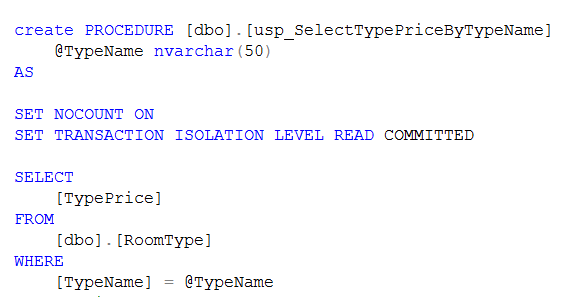 create PROCEDURE [dbo].[usp_SelectTypePriceByTypeName]
@TypeName nvarchar(50)
AS
SET NOCOUNT ON
SET TRANSACTION ISOLATION LEVEL READ COMMITTED
SELECT
[TypePrice]
FROM
[dbo].[RoomType]
WHERE
[TypeName] = @TypeName